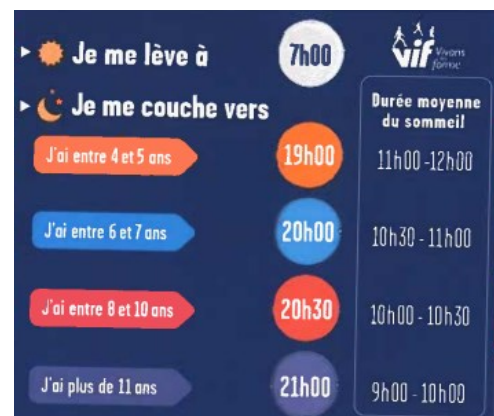 Je me lève à 7h00
vif Vivons en forme
Je me couche vers
Durée moyenne
du sommeil
J'ai entre 4 et 5 ans 19h00 11h00 -12h00
J'ai entre 6 et 7 ans 20h00 10h30 - 11h00
J'ai entre 8 et 10 ans 20h30 10h00 - 10h30
J'ai plus de 11 ans 21h00 9h00 - 10h00